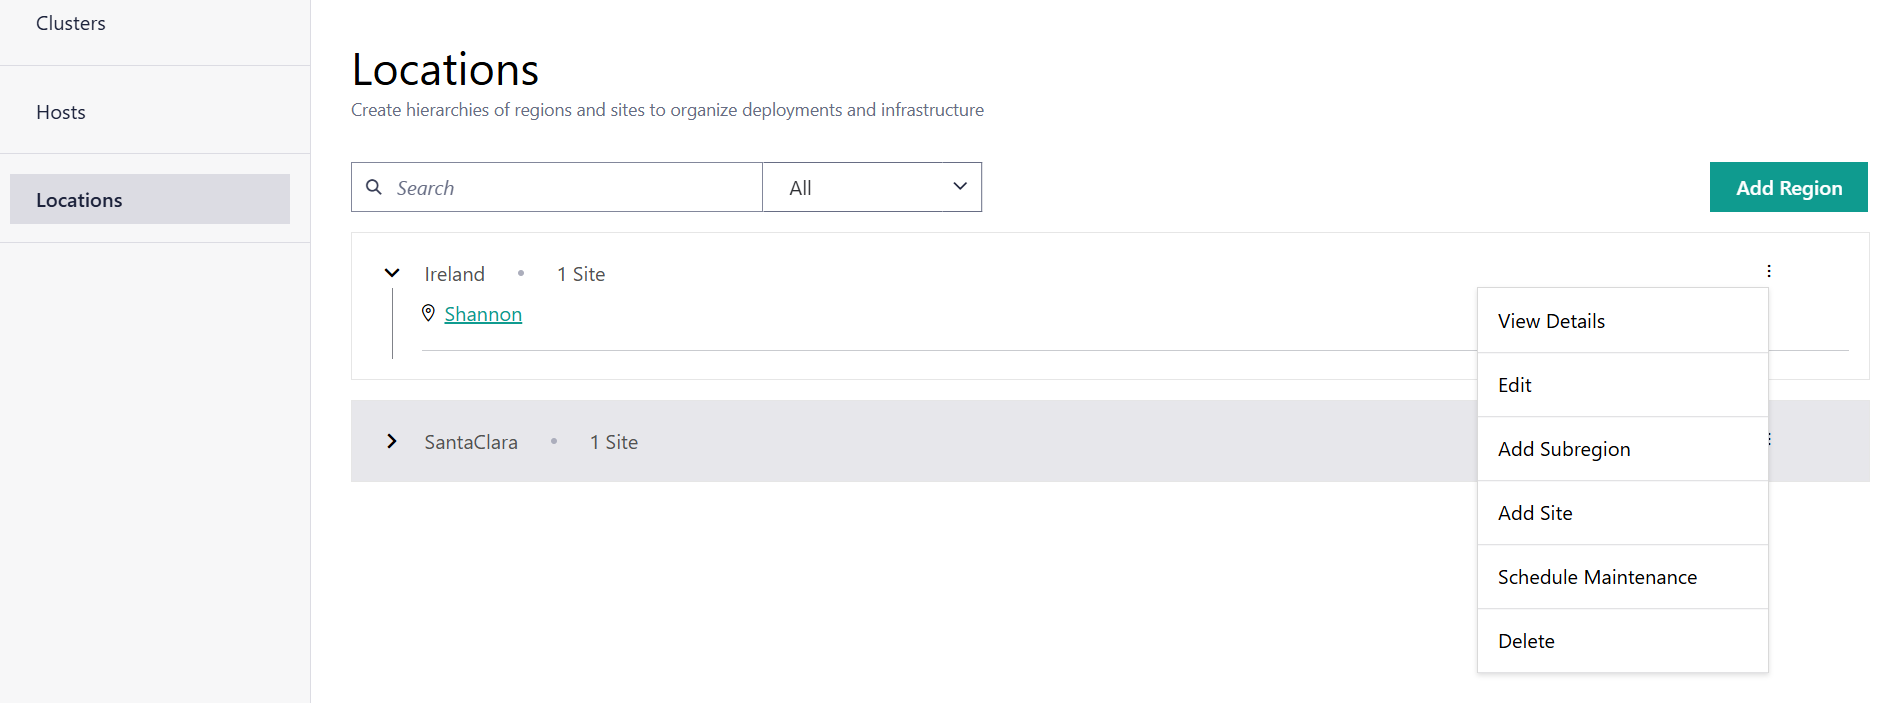 Clusters
Hosts
Locations
Locations
Create hierarchies of regions and sites to organize deployments and infrastructure
Search
All
Add Region
Ireland • 1 Site
Shannon
SantaClara • 1 Site
View Details
Edit
Add Subregion
Add Site
Schedule Maintenance
Delete